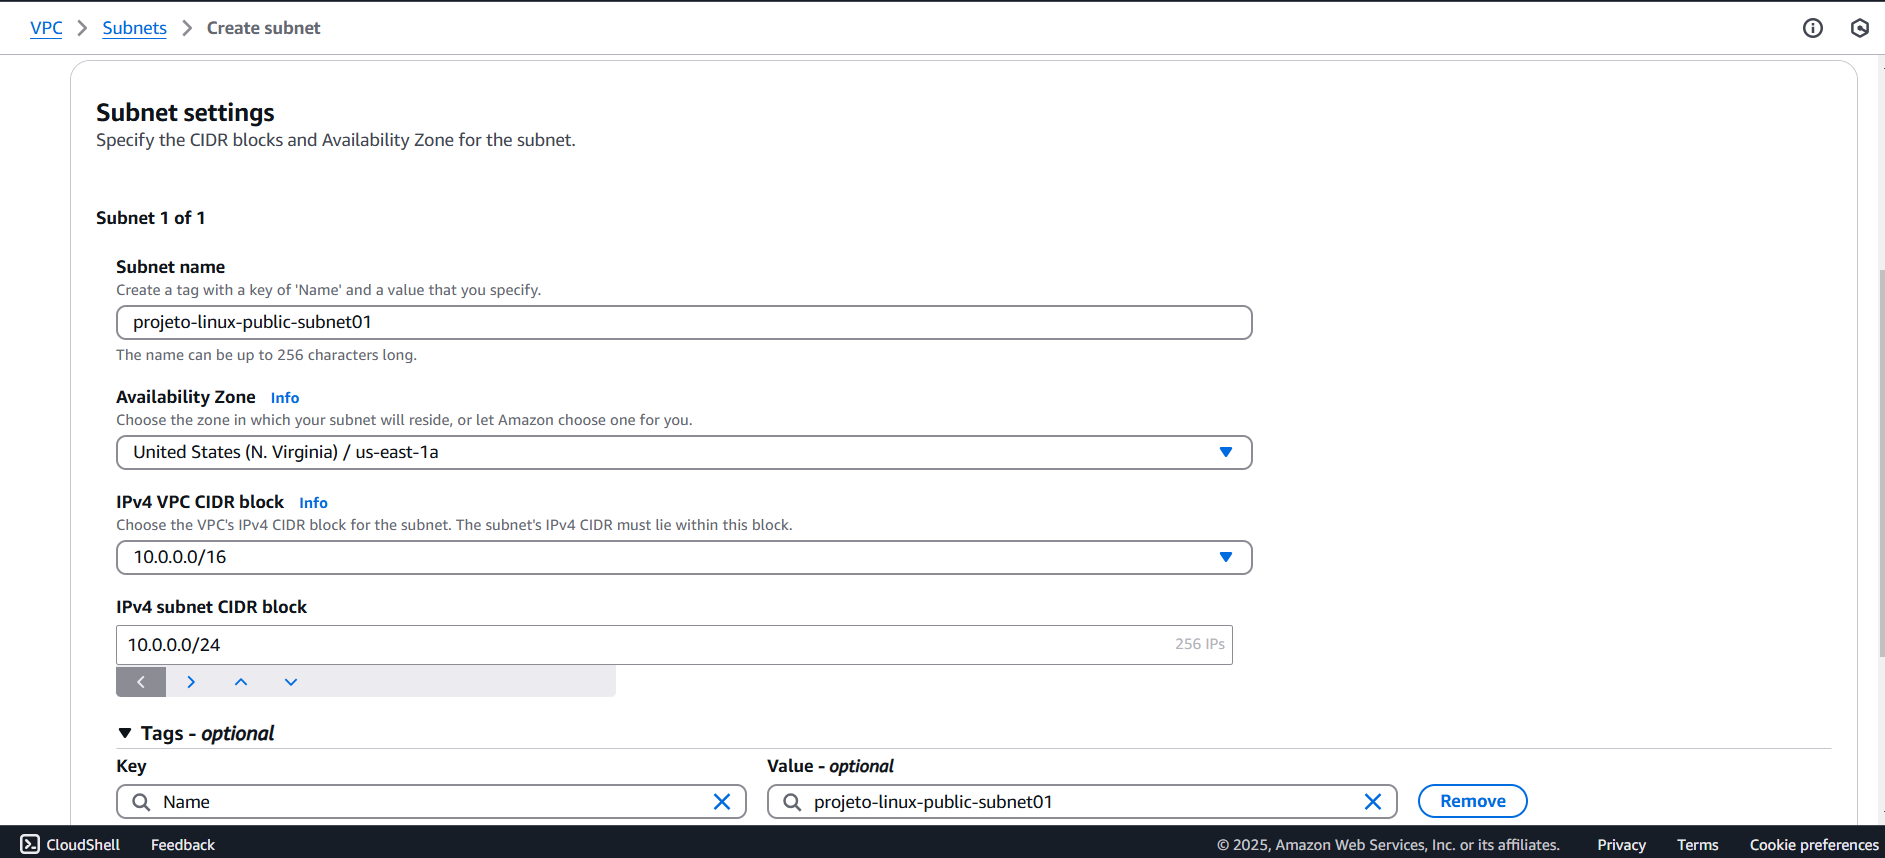 VPC > Subnets > Create subnet
Subnet settings
Specify the CIDR blocks and Availability Zone for the subnet.
Subnet 1 of 1
Subnet name
Create a tag with a key of 'Name' and a value that you specify.
projeto-linux-public-subnet01
The name can be up to 256 characters long.
Availability Zone Info
Choose the zone in which your subnet will reside, or let Amazon choose one for you.
United States (N. Virginia) / us-east-1a
IPv4 VPC CIDR block Info
Choose the VPC's IPv4 CIDR block for the subnet. The subnet's IPv4 CIDR must lie within this block.
10.0.0.0/16
IPv4 subnet CIDR block
10.0.0.0/24 256 IPs
Tags - optional
Key Value - optional
Name projeto-linux-public-subnet01 Remove
CloudShell Feedback © 2025, Amazon Web Services, Inc. or its affiliates. Privacy Terms Cookie preferences